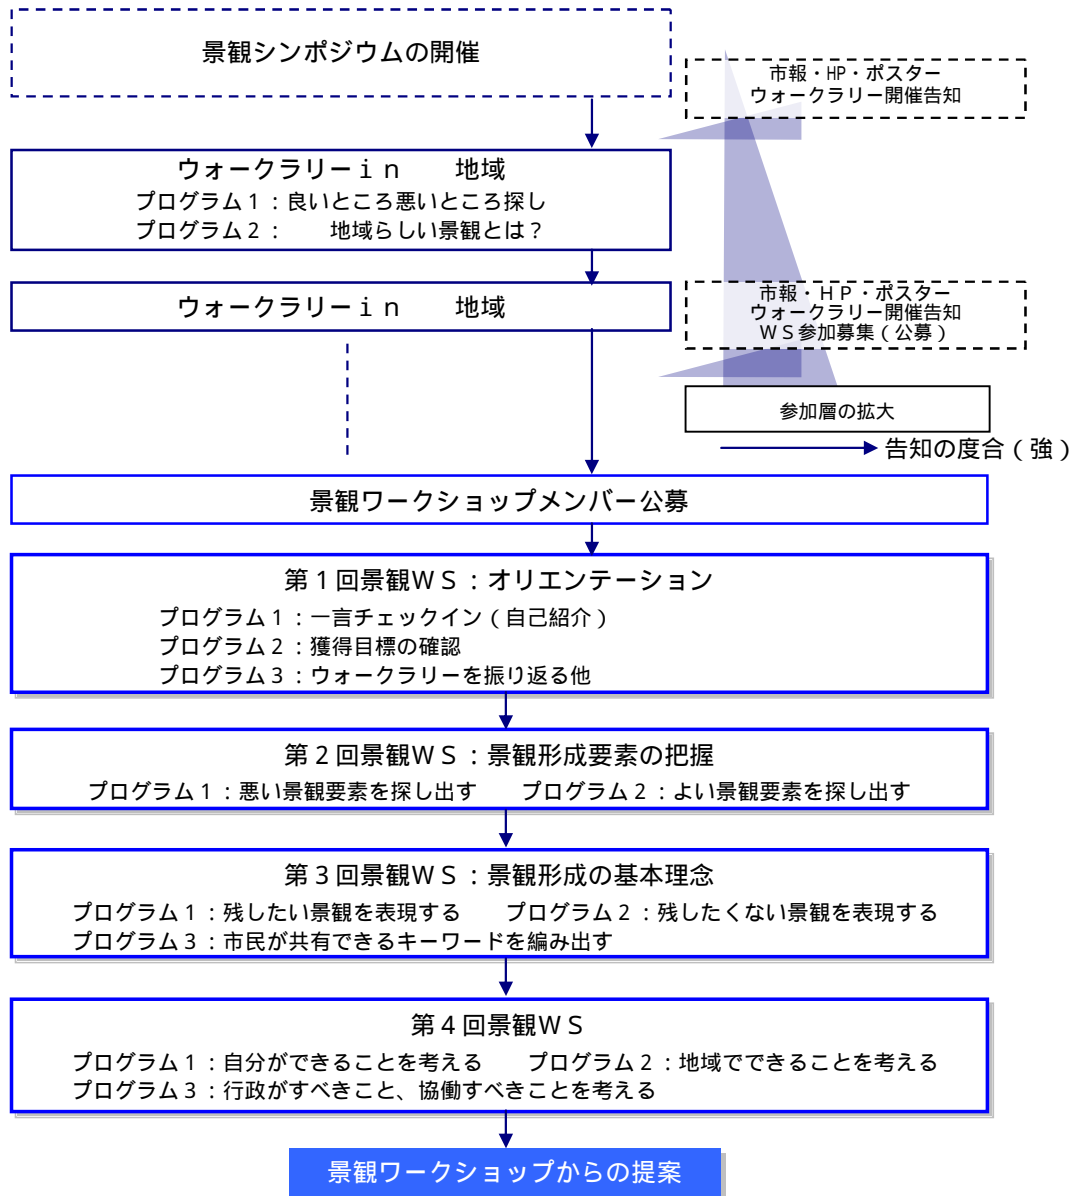 景観シンポジウムの開催
市報・HP・ポスター
ウォークラリー開催告知
ウォークラリーｉｎ　　地域
プログラム１：良いところ悪いところ探し
プログラム２：　　地域らしい景観とは？
ウォークラリーｉｎ　　地域
市報・ＨＰ・ポスター
ウォークラリー開催告知
ＷＳ参加募集（公募）
参加層の拡大
告知の度合（強）
景観ワークショップメンバー公募
第１回景観ＷＳ：オリエンテーション
プログラム１：一言チェックイン（自己紹介）
プログラム２：獲得目標の確認
プログラム３：ウォークラリーを振り返る他
第２回景観ＷＳ：景観形成要素の把握
プログラム１：悪い景観要素を探し出す　　プログラム２：よい景観要素を探し出す
第３回景観ＷＳ：景観形成の基本理念
プログラム１：残したい景観を表現する　　プログラム２：残したくない景観を表現する
プログラム３：市民が共有できるキーワードを編み出す
第４回景観ＷＳ
プログラム１：自分ができることを考える　　プログラム２：地域でできることを考える
プログラム３：行政がすべきこと、協働すべきことを考える
景観ワークショップからの提案